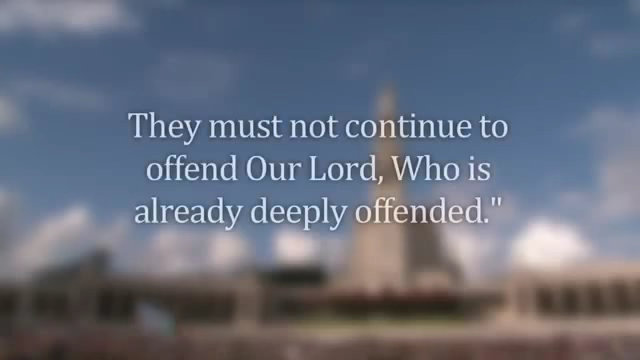 They must not continue to
offend Our Lord, Who is
already deeply offended."